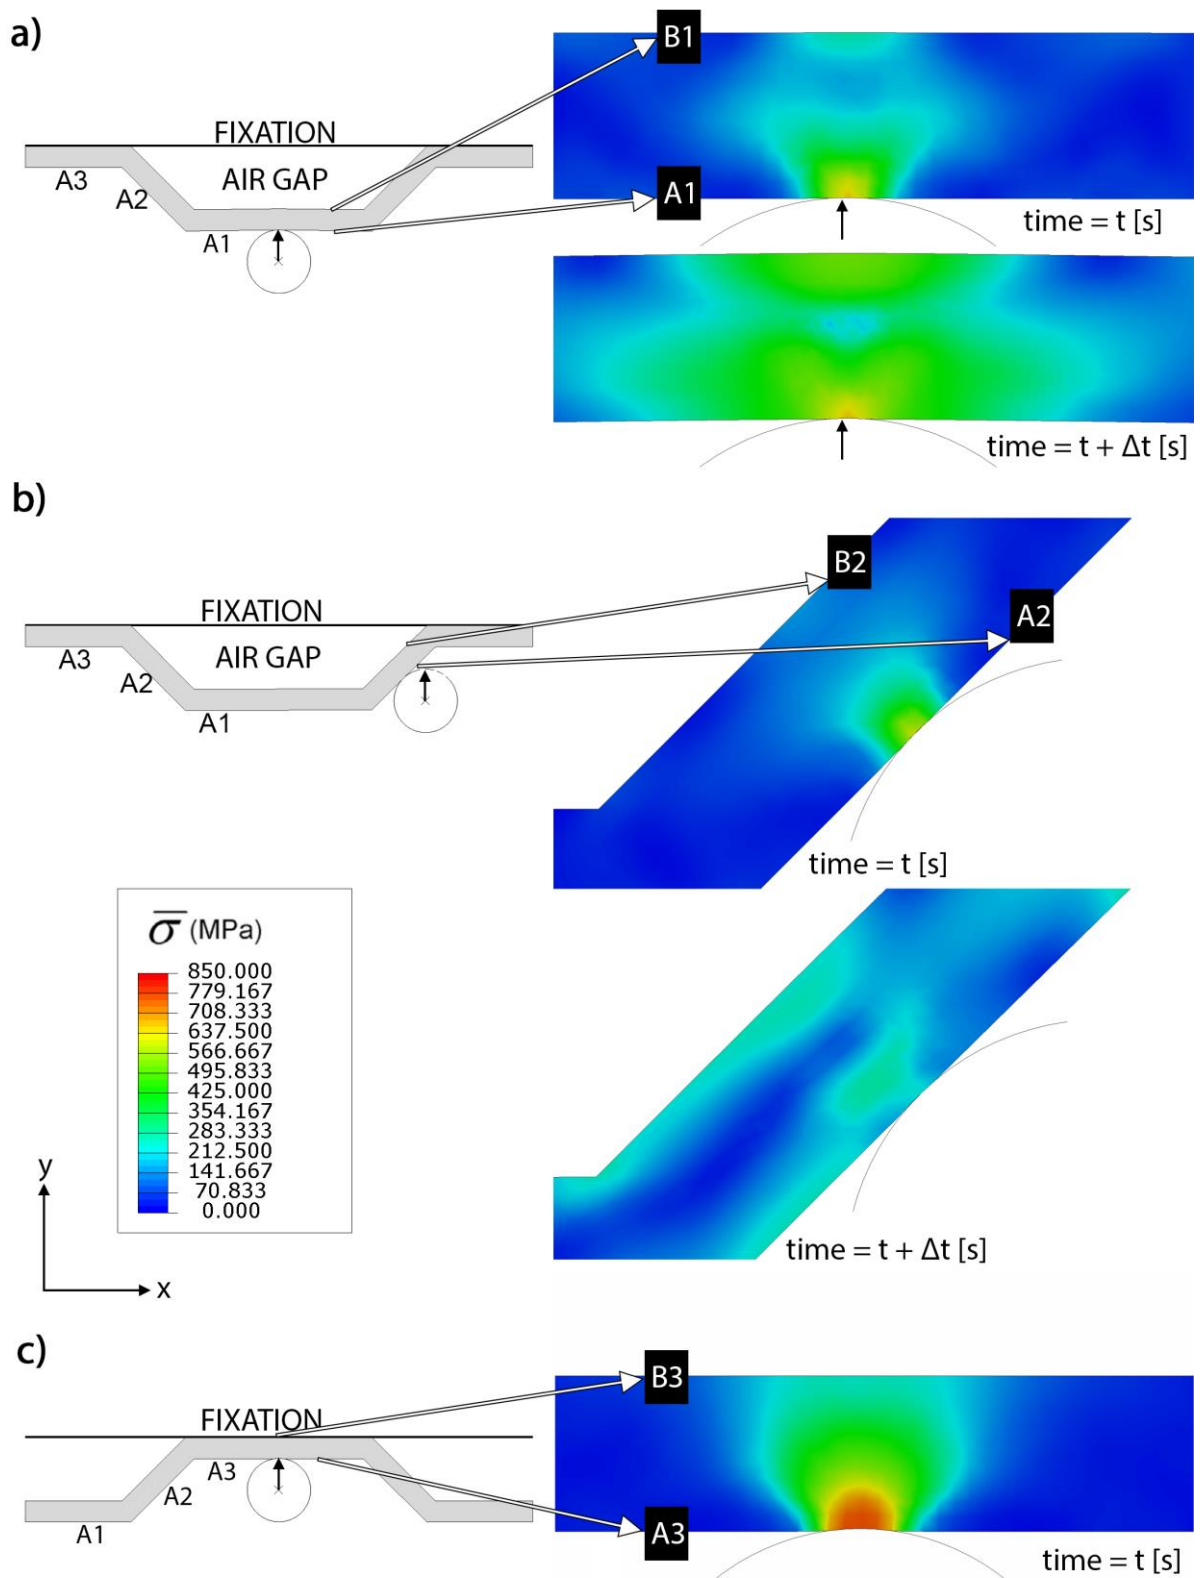 a)
FIXATION
AIR GAP
A3
A2
A1
B1
A1
time = t [s]
time = t + Δt [s]
b)
FIXATION
AIR GAP
A3
A2
A1
B2
A2
time = t [s]
σ̅ (MPa)
850.000
779.167
708.333
637.500
566.667
495.833
425.000
354.167
283.333
212.500
141.667
70.833
0.000
y
x
time = t + Δt [s]
c)
FIXATION
A3
A2
A1
B3
A3
time = t [s]